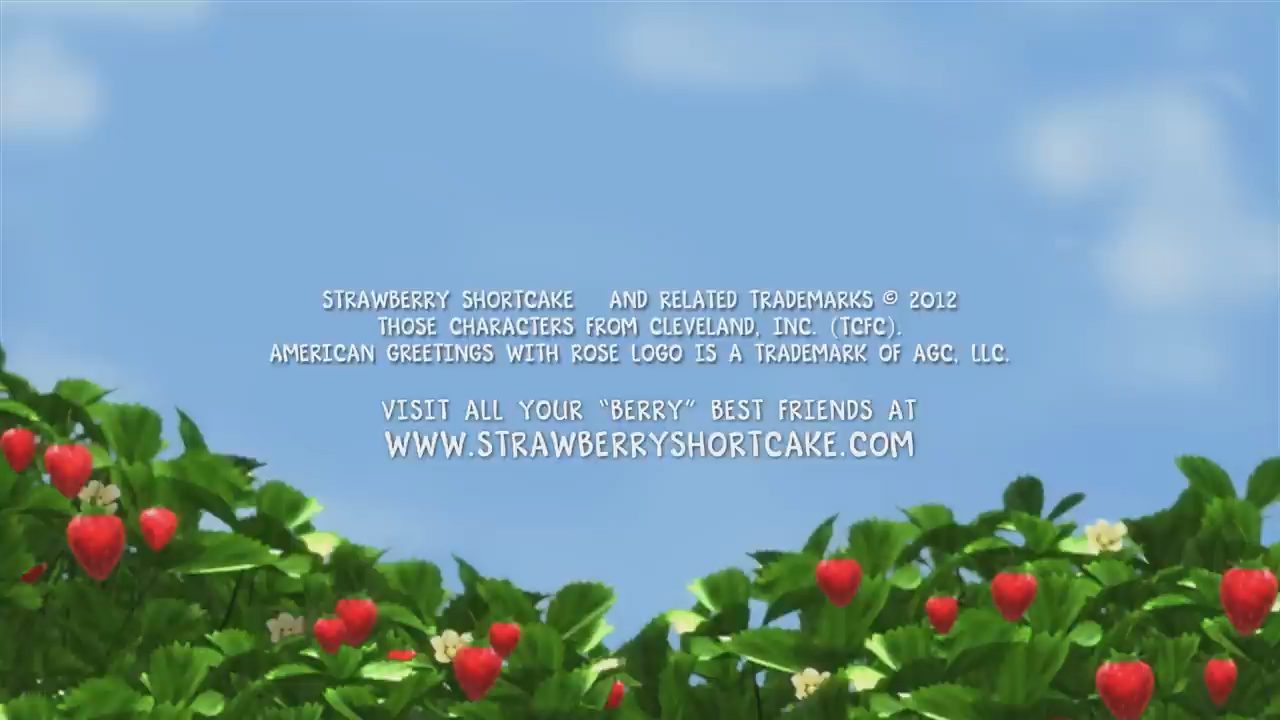 STRAWBERRY SHORTCAKE AND RELATED TRADEMARKS © 2012
THOSE CHARACTERS FROM CLEVELAND, INC. (TCFC).
AMERICAN GREETINGS WITH ROSE LOGO IS A TRADEMARK OF AGC, LLC.
VISIT ALL YOUR "BERRY" BEST FRIENDS AT
WWW.STRAWBERRYSHORTCAKE.COM